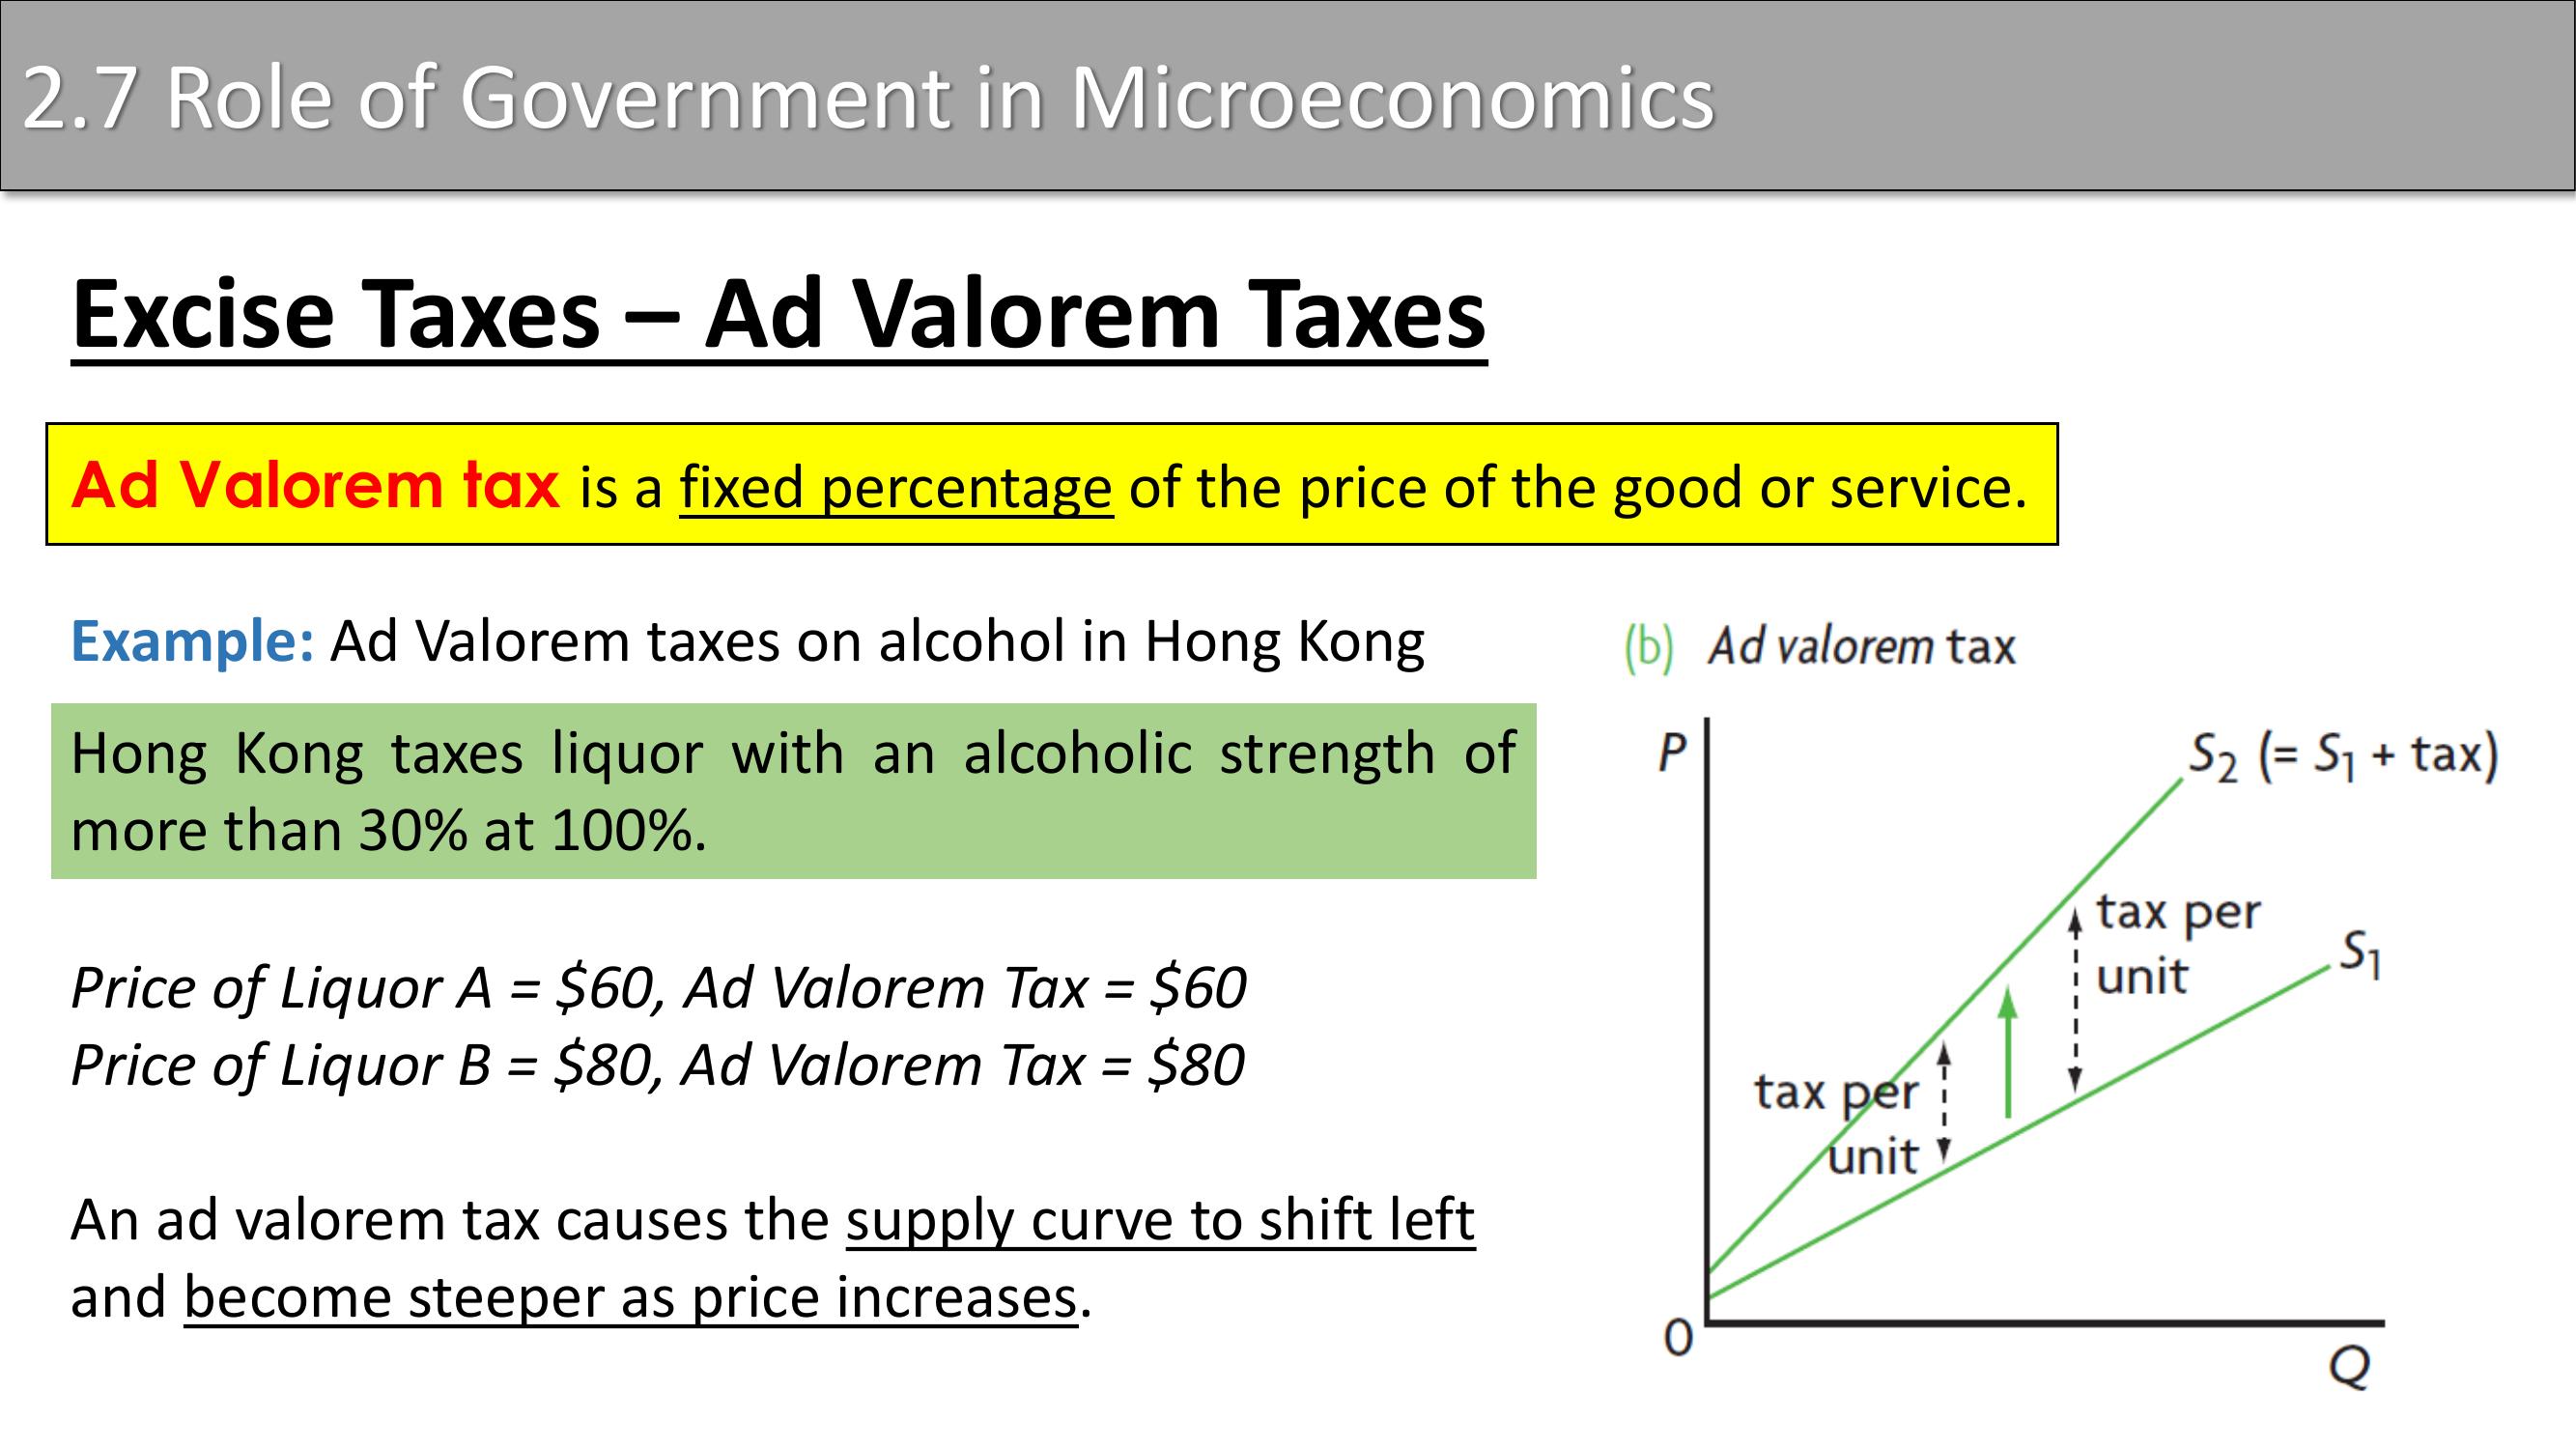 2.7 Role of Government in Microeconomics
Excise Taxes – Ad Valorem Taxes
Ad Valorem tax is a fixed percentage of the price of the good or service.
Example: Ad Valorem taxes on alcohol in Hong Kong
Hong Kong taxes liquor with an alcoholic strength of
more than 30% at 100%.
Price of Liquor A = $60, Ad Valorem Tax = $60
Price of Liquor B = $80, Ad Valorem Tax = $80
An ad valorem tax causes the supply curve to shift left
and become steeper as price increases.
(b) Ad valorem tax
P
S₂ (= S₁ + tax)
tax per
unit
S₁
tax per
unit
0
Q